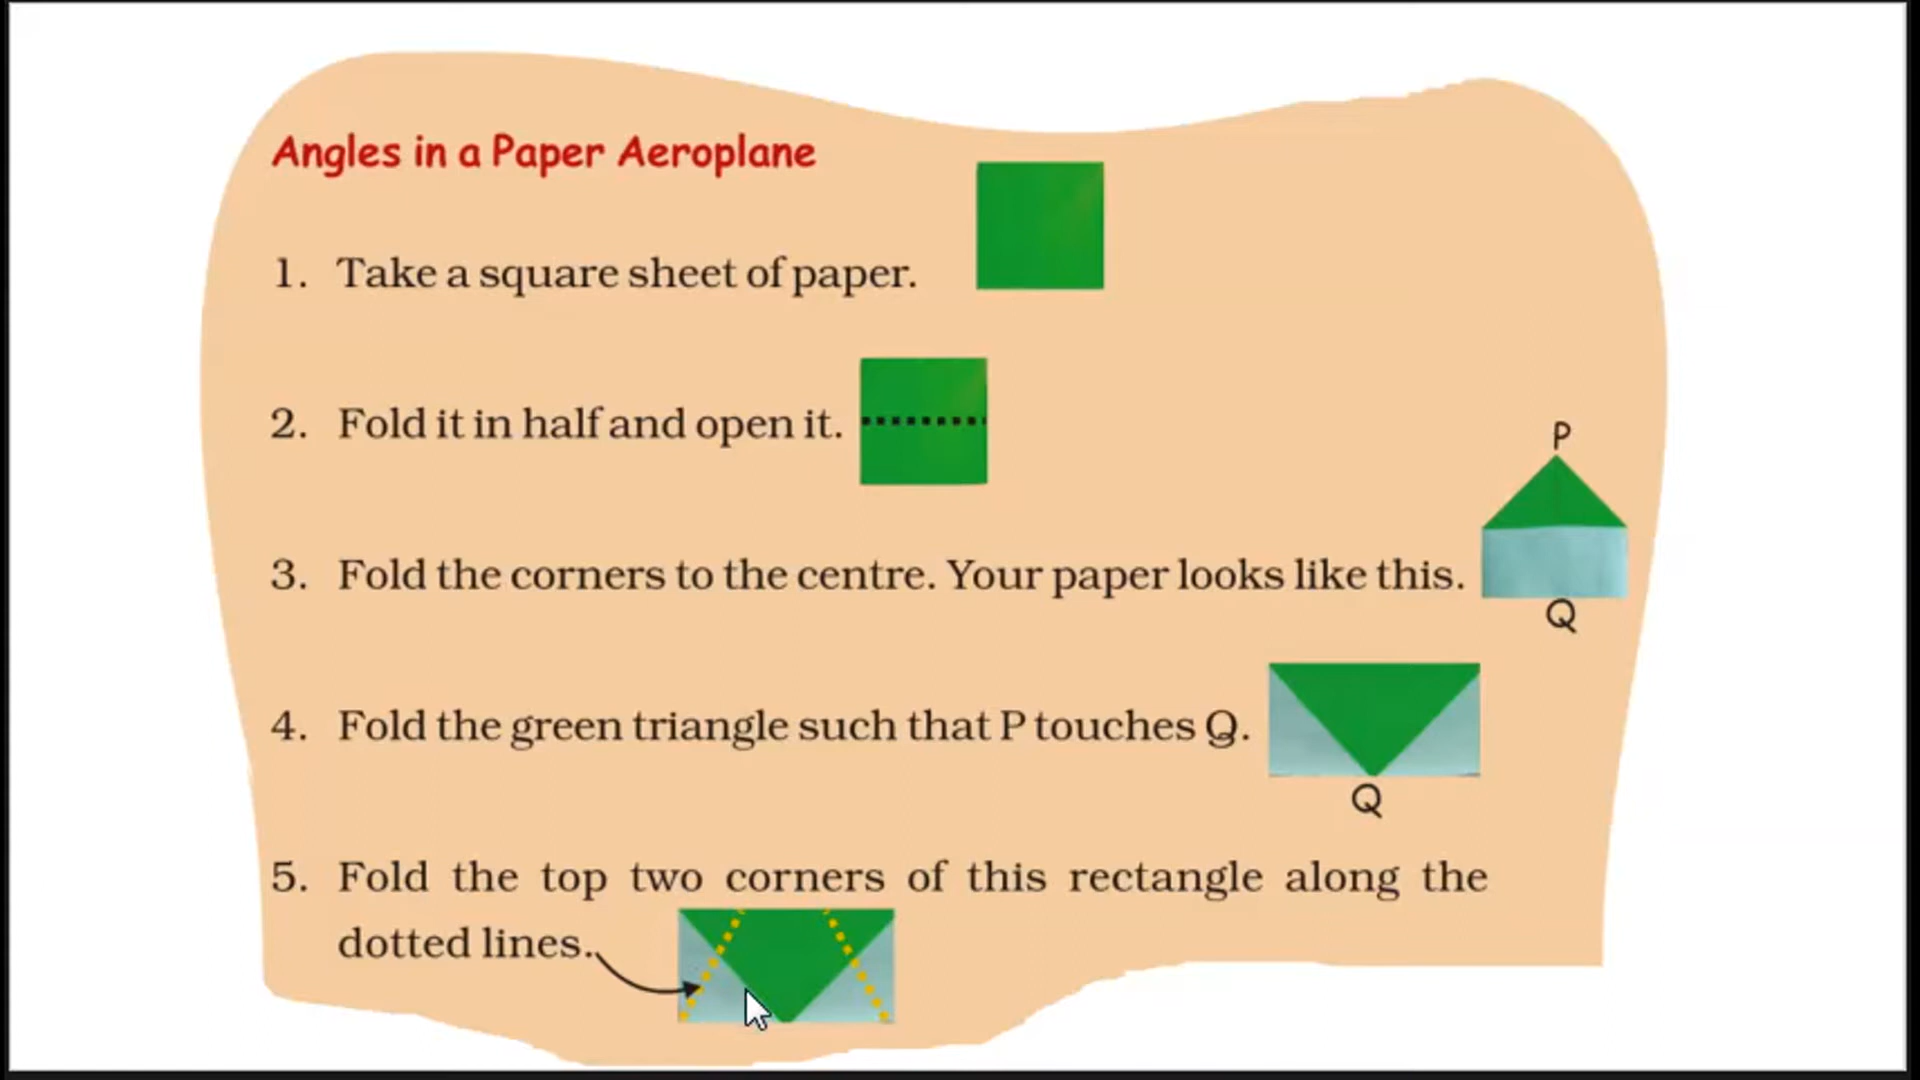 Angles in a Paper Aeroplane
1. Take a square sheet of paper.
2. Fold it in half and open it.
P
3. Fold the corners to the centre. Your paper looks like this.
Q
4. Fold the green triangle such that P touches Q.
Q
5. Fold the top two corners of this rectangle along the
dotted lines.